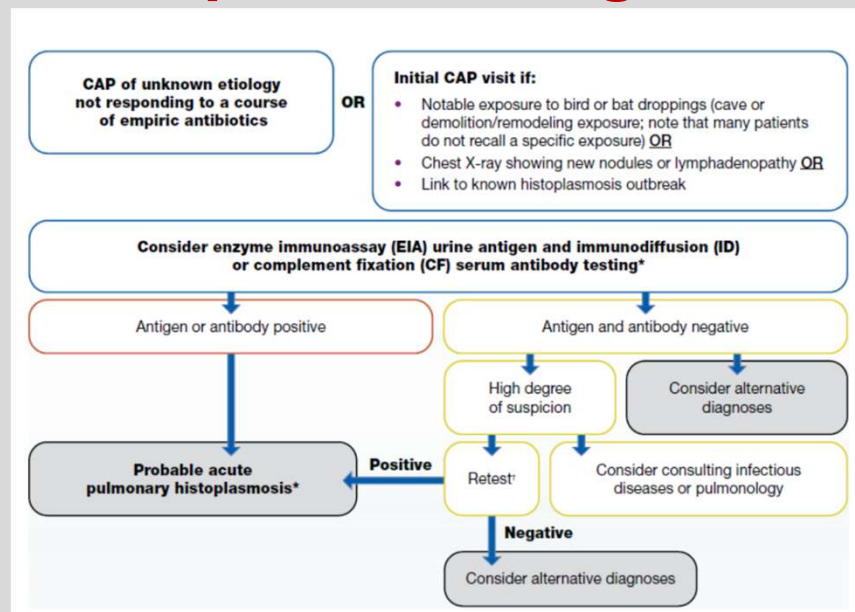 CAP of unknown etiology
not responding to a course
of empiric antibiotics
OR
Initial CAP visit if:
• Notable exposure to bird or bat droppings (cave or
demolition/remodeling exposure; note that many patients
do not recall a specific exposure) OR
• Chest X-ray showing new nodules or lymphadenopathy OR
• Link to known histoplasmosis outbreak
Consider enzyme immunoassay (EIA) urine antigen and immunodiffusion (ID)
or complement fixation (CF) serum antibody testing*
Antigen or antibody positive
Antigen and antibody negative
High degree
of suspicion
Consider alternative
diagnoses
Probable acute
pulmonary histoplasmosis*
Positive
Retest†
Consider consulting infectious
diseases or pulmonology
Negative
Consider alternative diagnoses